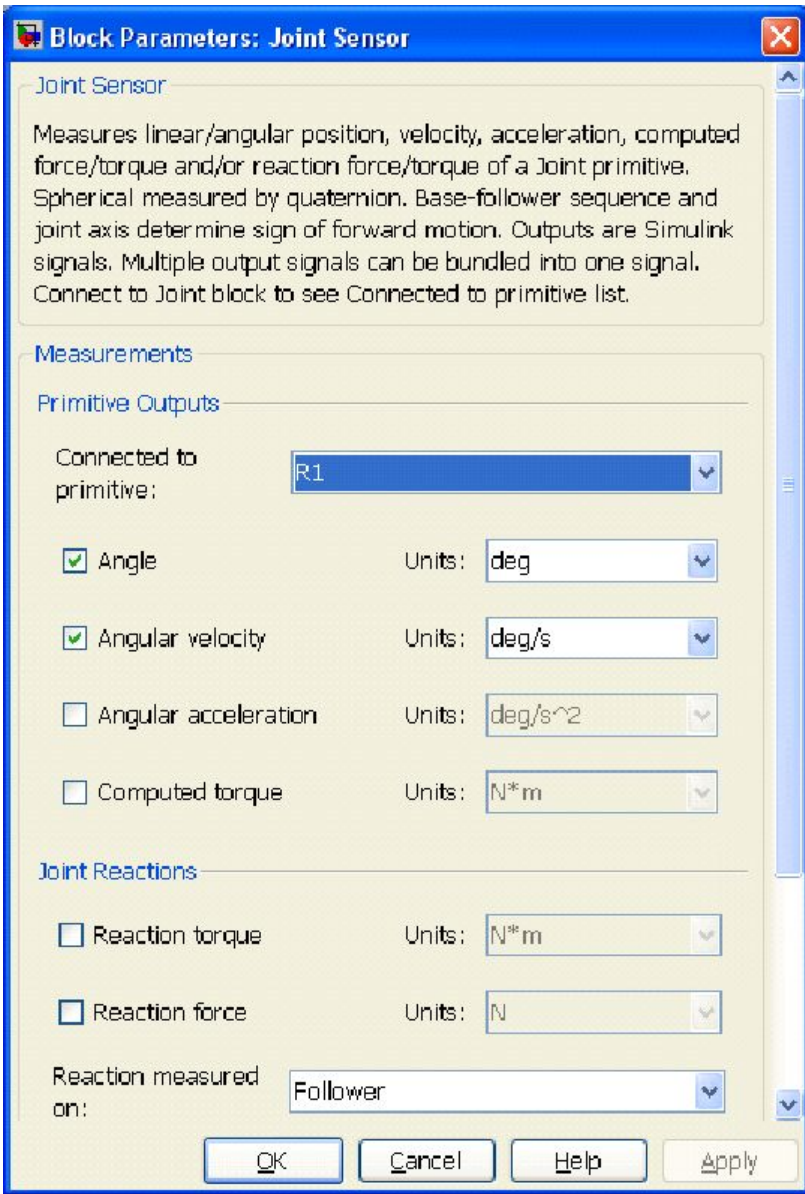 Block Parameters: Joint Sensor
Joint Sensor
Measures linear/angular position, velocity, acceleration, computed
force/torque and/or reaction force/torque of a Joint primitive.
Spherical measured by quaternion. Base-follower sequence and
joint axis determine sign of forward motion. Outputs are Simulink
signals. Multiple output signals can be bundled into one signal.
Connect to Joint block to see Connected to primitive list.
Measurements
Primitive Outputs
Connected to
primitive:
R1
Angle Units: deg
Angular velocity Units: deg/s
Angular acceleration Units: deg/s^2
Computed torque Units: N*m
Joint Reactions
Reaction torque Units: N*m
Reaction force Units: N
Reaction measured
on:
Follower
OK Cancel Help Apply